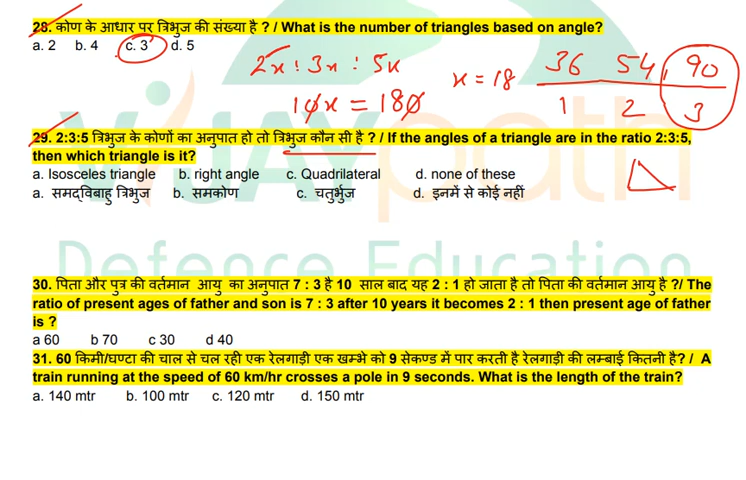 28. कोण के आधार पर त्रिभुज की संख्या है ? / What is the number of triangles based on angle?
a. 2 b. 4 c. 3 d. 5
2x : 3x : 5x
10x = 180
x = 18
36 54, 90
1 2 3
29. 2:3:5 त्रिभुज के कोणों का अनुपात हो तो त्रिभुज कौन सी है ? / If the angles of a triangle are in the ratio 2:3:5,
then which triangle is it?
a. Isosceles triangle b. right angle c. Quadrilateral d. none of these
a. समद्विबाहु त्रिभुज b. समकोण c. चतुर्भुज d. इनमें से कोई नहीं
Defence Education
30. पिता और पुत्र की वर्तमान आयु का अनुपात 7 : 3 है 10 साल बाद यह 2 : 1 हो जाता है तो पिता की वर्तमान आयु है ?/ The
ratio of present ages of father and son is 7 : 3 after 10 years it becomes 2 : 1 then present age of father
is ?
a 60 b 70 c 30 d 40
31. 60 किमी/घण्टा की चाल से चल रही एक रेलगाड़ी एक खम्भे को 9 सेकण्ड में पार करती है रेलगाड़ी की लम्बाई कितनी है? / A
train running at the speed of 60 km/hr crosses a pole in 9 seconds. What is the length of the train?
a. 140 mtr b. 100 mtr c. 120 mtr d. 150 mtr